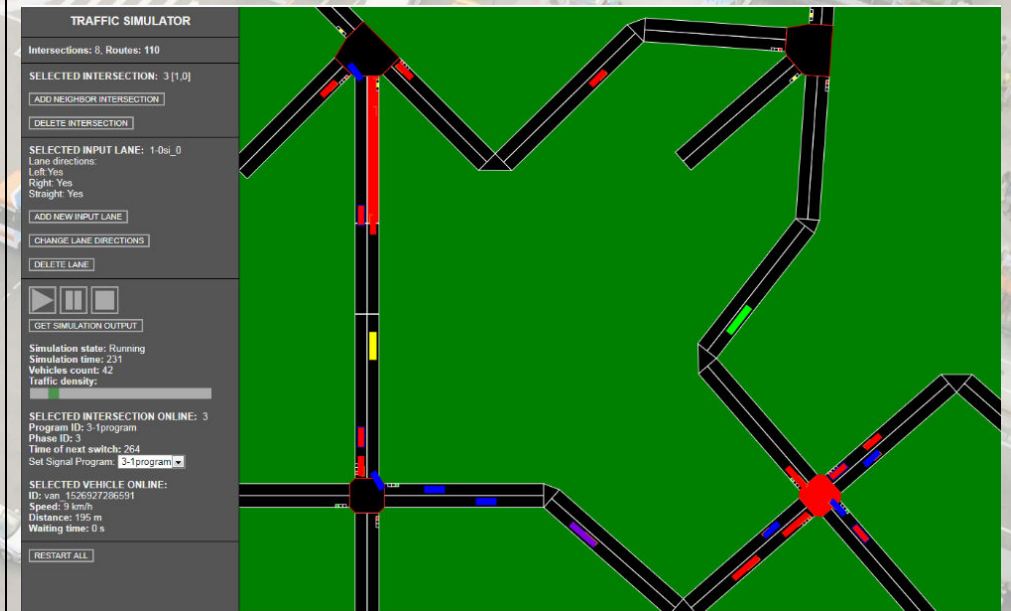 TRAFFIC SIMULATOR
Intersections: 8, Routes: 110
SELECTED INTERSECTION: 3 [1,0]
ADD NEIGHBOR INTERSECTION
DELETE INTERSECTION
SELECTED INPUT LANE: 1-0si_0
Lane directions:
Left:Yes
Right: Yes
Straight: Yes
ADD NEW INPUT LANE
CHANGE LANE DIRECTIONS
DELETE LANE
GET SIMULATION OUTPUT
Simulation state: Running
Simulation time: 231
Vehicles count: 42
Traffic density:
SELECTED INTERSECTION ONLINE: 3
Program ID: 3-1program
Phase ID: 3
Time of next switch: 264
Set Signal Program: 3-1program
SELECTED VEHICLE ONLINE:
ID: van_1526927286591
Speed: 9 km/h
Distance: 195 m
Waiting time: 0 s
RESTART ALL